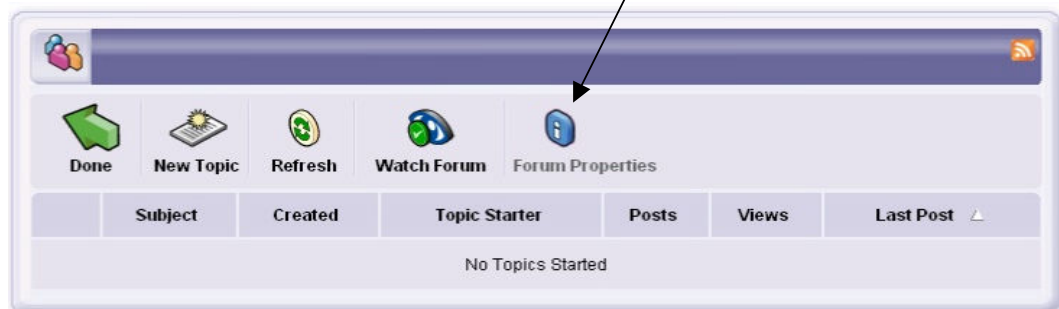 Done New Topic Refresh Watch Forum Forum Properties
Subject Created Topic Starter Posts Views Last Post
No Topics Started